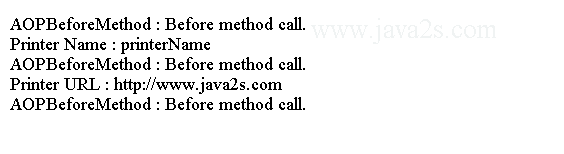 www.java2s.com
AOPBeforeMethod : Before method call.
Printer Name : printerName
AOPBeforeMethod : Before method call.
Printer URL : http://www.java2s.com
AOPBeforeMethod : Before method call.